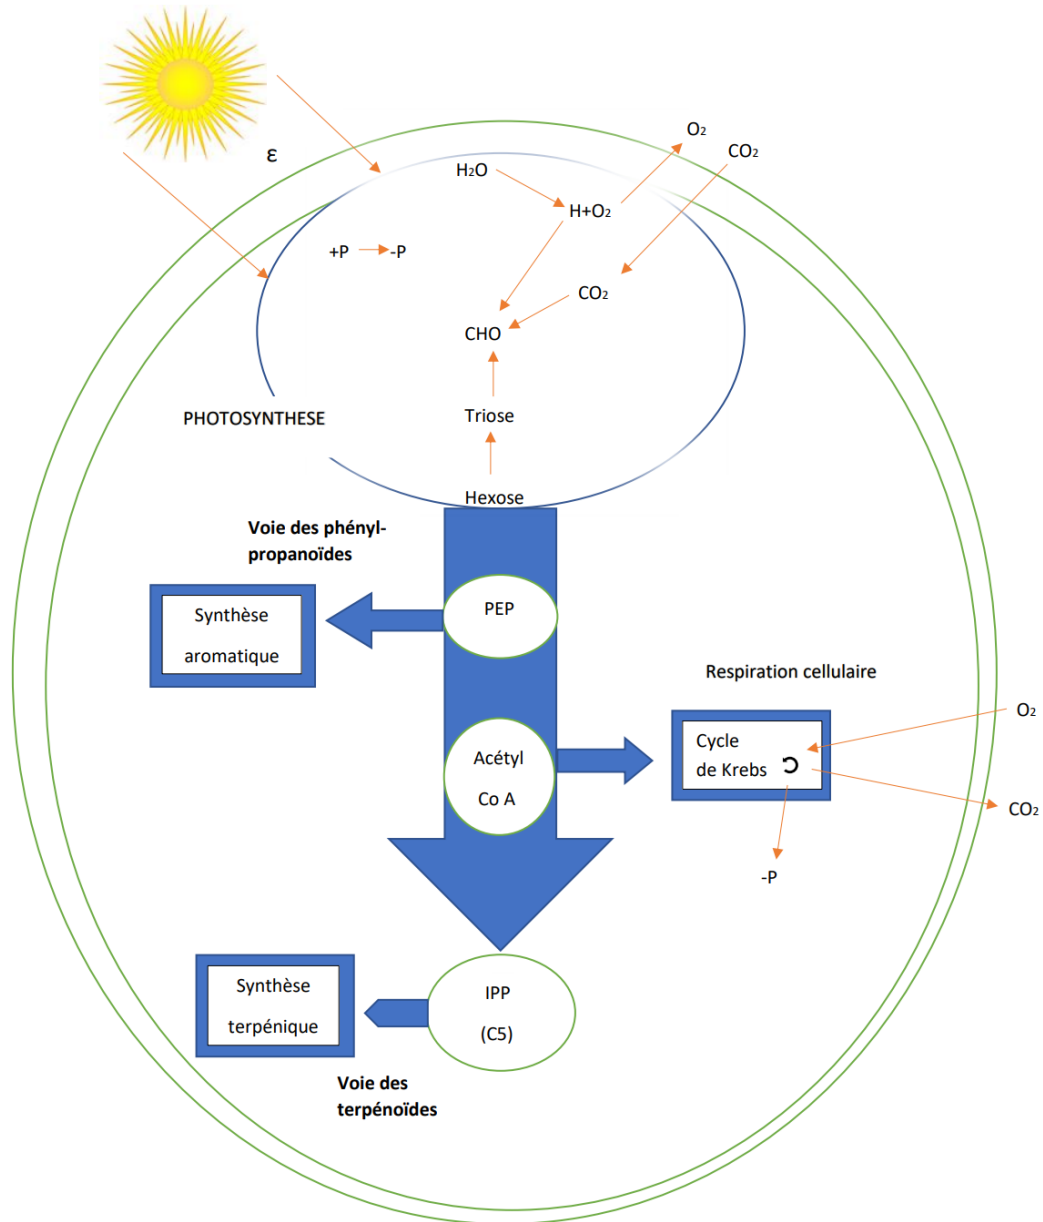 ε
O₂
CO₂
H₂O
H+O₂
+P
-P
CO₂
CHO
PHOTOSYNTHESE
Triose
Hexose
Voie des phényl-
propanoïdes
PEP
Synthèse
aromatique
Respiration cellulaire
O₂
Acétyl
Co A
Cycle
de Krebs
CO₂
-P
Synthèse
terpénique
IPP
(C5)
Voie des
terpénoïdes